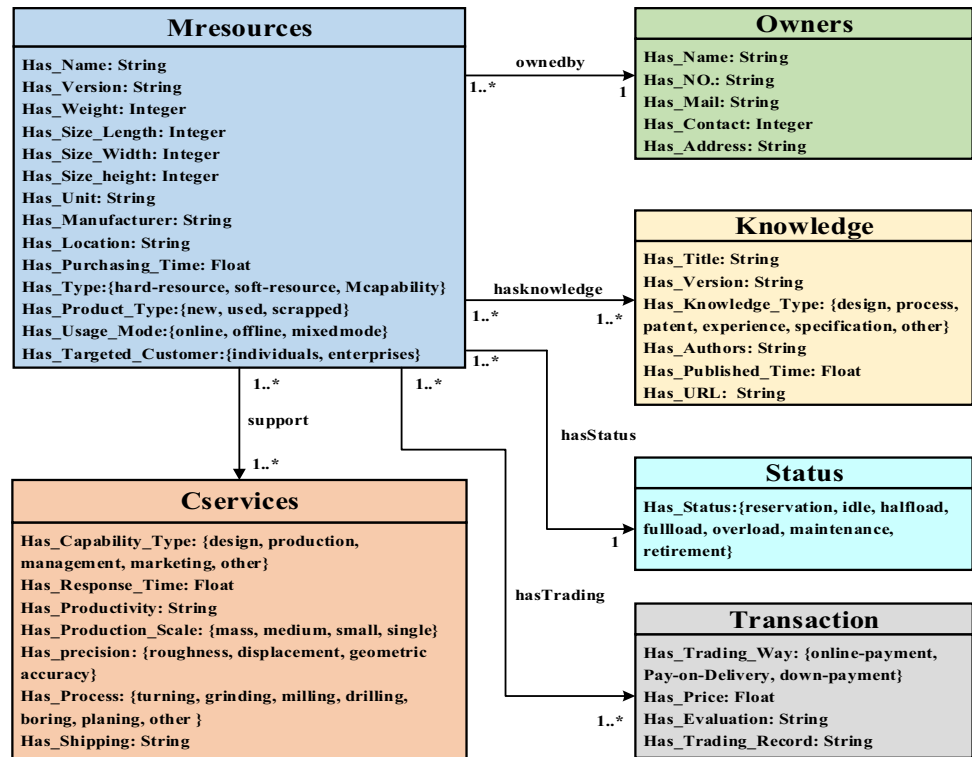 Mresources
Has_Name: String
Has_Version: String
Has_Weight: Integer
Has_Size_Length: Integer
Has_Size_Width: Integer
Has_Size_height: Integer
Has_Unit: String
Has_Manufacturer: String
Has_Location: String
Has_Purchasing_Time: Float
Has_Type:{hard-resource, soft-resource, Mcapability}
Has_Product_Type:{new, used, scrapped}
Has_Usage_Mode:{online, offline, mixedmode}
Has_Targeted_Customer:{individuals, enterprises}
ownedby
1..*
1
Owners
Has_Name: String
Has_NO.: String
Has_Mail: String
Has_Contact: Integer
Has_Address: String
hasknowledge
1..*
1..*
Knowledge
Has_Title: String
Has_Version: String
Has_Knowledge_Type: {design, process,
patent, experience, specification, other}
Has_Authors: String
Has_Published_Time: Float
Has_URL: String
1..*
hasStatus
1
Status
Has_Status:{reservation, idle, halfload,
fullload, overload, maintenance,
retirement}
1..*
support
1..*
Cservices
Has_Capability_Type: {design, production,
management, marketing, other}
Has_Response_Time: Float
Has_Productivity: String
Has_Production_Scale: {mass, medium, small, single}
Has_precision: {roughness, displacement, geometric
accuracy}
Has_Process: {turning, grinding, milling, drilling,
boring, planing, other }
Has_Shipping: String
1..*
hasTrading
1..*
Transaction
Has_Trading_Way: {online-payment,
Pay-on-Delivery, down-payment}
Has_Price: Float
Has_Evaluation: String
Has_Trading_Record: String